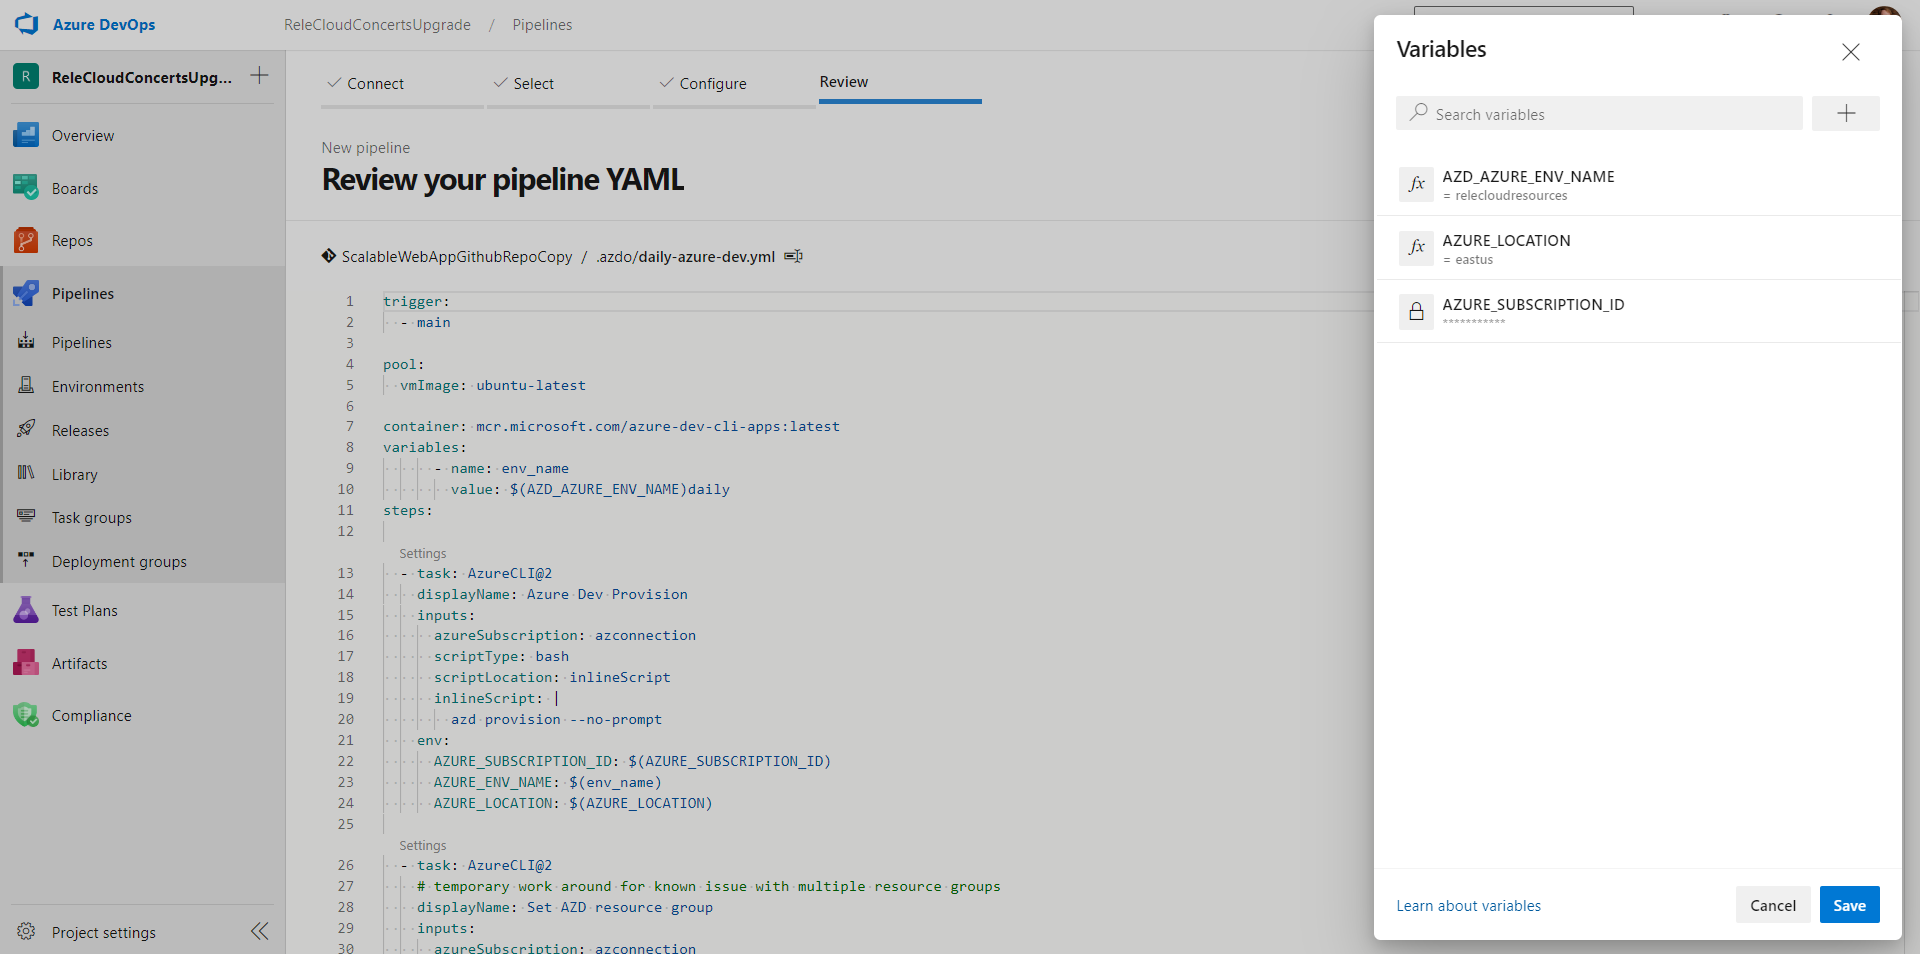 Azure DevOps
ReleCloudConcertsUpgrade / Pipelines
R ReleCloudConcertsUpg...
Overview
Boards
Repos
Pipelines
Pipelines
Environments
Releases
Library
Task groups
Deployment groups
Test Plans
Artifacts
Compliance
Project settings
Connect
Select
Configure
Review
New pipeline
Review your pipeline YAML
ScalableWebAppGithubRepoCopy / .azdo/daily-azure-dev.yml
1 trigger:
2 - main
3
4 pool:
5 vmImage: ubuntu-latest
6
7 container: mcr.microsoft.com/azure-dev-cli-apps:latest
8 variables:
9 - name: env_name
10 value: $(AZD_AZURE_ENV_NAME)daily
11 steps:
12
Settings
13 - task: AzureCLI@2
14 displayName: Azure Dev Provision
15 inputs:
16 azureSubscription: azconnection
17 scriptType: bash
18 scriptLocation: inlineScript
19 inlineScript: |
20 azd provision --no-prompt
21 env:
22 AZURE_SUBSCRIPTION_ID: $(AZURE_SUBSCRIPTION_ID)
23 AZURE_ENV_NAME: $(env_name)
24 AZURE_LOCATION: $(AZURE_LOCATION)
25
Settings
26 - task: AzureCLI@2
27 # temporary work around for known issue with multiple resource groups
28 displayName: Set AZD resource group
29 inputs:
30 azureSubscription: azconnection
Variables
Search variables
fx AZD_AZURE_ENV_NAME
= relecloudresources
fx AZURE_LOCATION
= eastus
AZURE_SUBSCRIPTION_ID
***********
Learn about variables
Cancel
Save